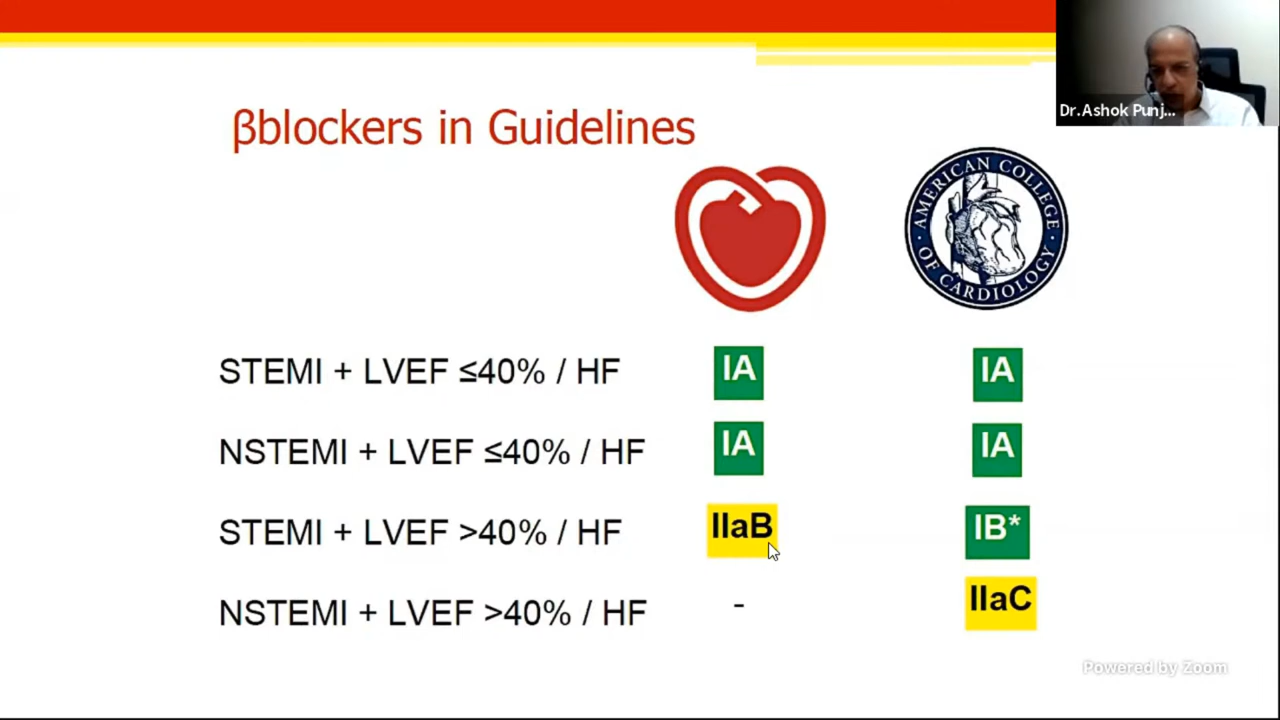 Dr.Ashok Punj...
βblockers in Guidelines
AMERICAN COLLEGE OF CARDIOLOGY
STEMI + LVEF ≤40% / HF IA IA
NSTEMI + LVEF ≤40% / HF IA IA
STEMI + LVEF >40% / HF IIaB IB*
NSTEMI + LVEF >40% / HF - IIaC
Powered by Zoom